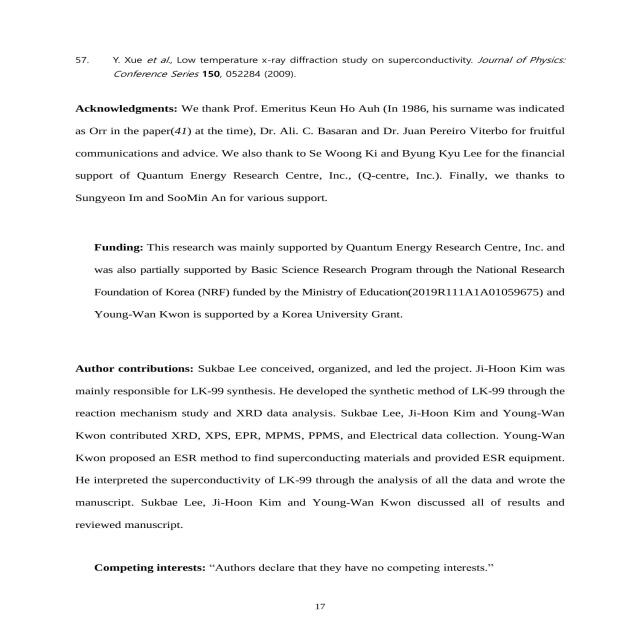 57. Y. Xue et al., Low temperature x-ray diffraction study on superconductivity. Journal of Physics:
Conference Series 150, 052284 (2009).
Acknowledgments: We thank Prof. Emeritus Keun Ho Auh (In 1986, his surname was indicated
as Orr in the paper(41) at the time), Dr. Ali. C. Basaran and Dr. Juan Pereiro Viterbo for fruitful
communications and advice. We also thank to Se Woong Ki and Byung Kyu Lee for the financial
support of Quantum Energy Research Centre, Inc., (Q-centre, Inc.). Finally, we thanks to
Sungyeon Im and SooMin An for various support.
Funding: This research was mainly supported by Quantum Energy Research Centre, Inc. and
was also partially supported by Basic Science Research Program through the National Research
Foundation of Korea (NRF) funded by the Ministry of Education(2019R111A1A01059675) and
Young-Wan Kwon is supported by a Korea University Grant.
Author contributions: Sukbae Lee conceived, organized, and led the project. Ji-Hoon Kim was
mainly responsible for LK-99 synthesis. He developed the synthetic method of LK-99 through the
reaction mechanism study and XRD data analysis. Sukbae Lee, Ji-Hoon Kim and Young-Wan
Kwon contributed XRD, XPS, EPR, MPMS, PPMS, and Electrical data collection. Young-Wan
Kwon proposed an ESR method to find superconducting materials and provided ESR equipment.
He interpreted the superconductivity of LK-99 through the analysis of all the data and wrote the
manuscript. Sukbae Lee, Ji-Hoon Kim and Young-Wan Kwon discussed all of results and
reviewed manuscript.
Competing interests: “Authors declare that they have no competing interests.”
17